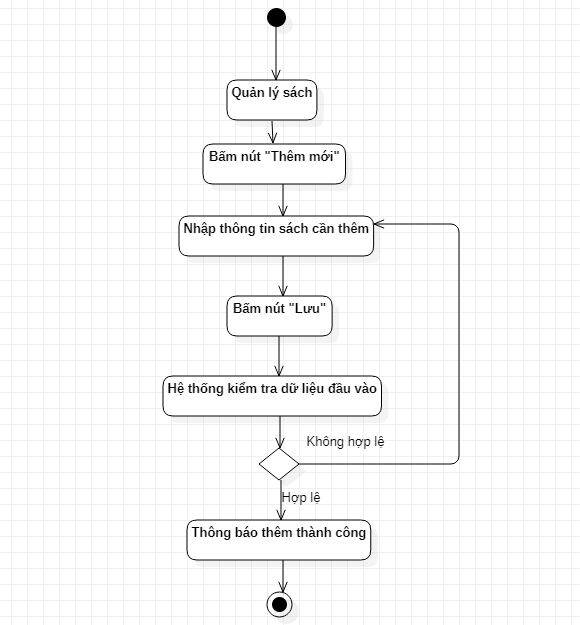 Quản lý sách
Bấm nút "Thêm mới"
Nhập thông tin sách cần thêm
Bấm nút "Lưu"
Hệ thống kiểm tra dữ liệu đầu vào
Không hợp lệ
Hợp lệ
Thông báo thêm thành công